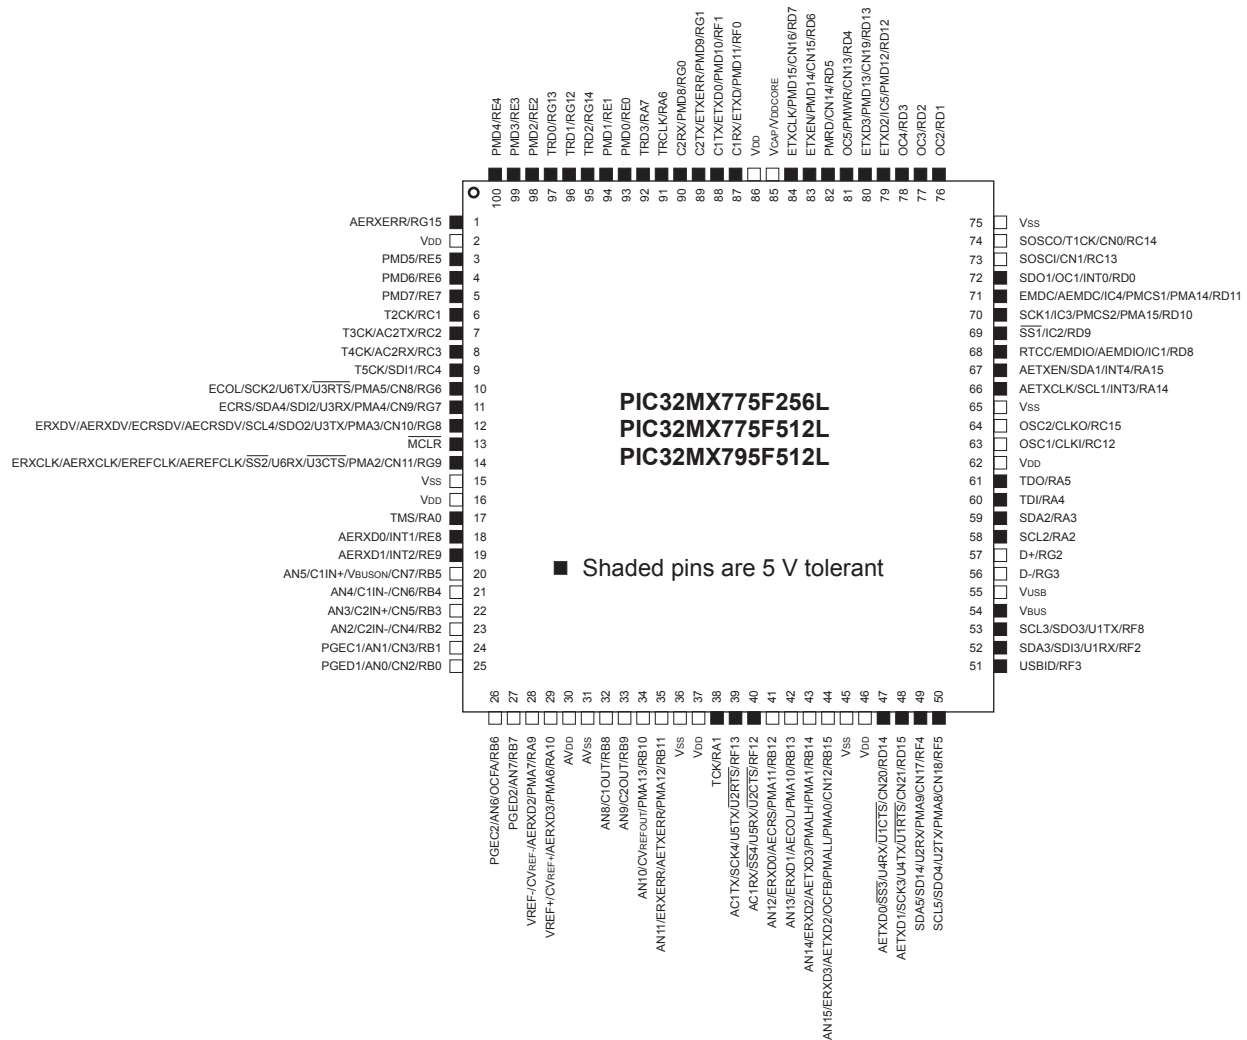 PMD4/RE4
PMD3/RE3
PMD2/RE2
TRD0/RG13
TRD1/RG12
TRD2/RG14
PMD1/RE1
PMD0/RE0
TRD3/RA7
TRCLK/RA6
C2RX/PMD8/RG0
C2TX/ETXERR/PMD9/RG1
C1TX/ETXD0/PMD10/RF1
C1RX/ETXD/PMD11/RF0
VDD
VCAP/VDDCORE
ETXCLK/PMD15/CN16/RD7
ETXEN/PMD14/CN15/RD6
PMRD/CN14/RD5
OC5/PMWR/CN13/RD4
ETXD3/PMD13/CN19/RD13
ETXD2/IC5/PMD12/RD12
OC4/RD3
OC3/RD2
OC2/RD1
100
99
98
97
96
95
94
93
92
91
90
89
88
87
86
85
84
83
82
81
80
79
78
77
76
AERXERR/RG15 1
VDD 2
PMD5/RE5 3
PMD6/RE6 4
PMD7/RE7 5
T2CK/RC1 6
T3CK/AC2TX/RC2 7
T4CK/AC2RX/RC3 8
T5CK/SDI1/RC4 9
ECOL/SCK2/U6TX/U3RTS/PMA5/CN8/RG6 10
ECRS/SDA4/SDI2/U3RX/PMA4/CN9/RG7 11
ERXDV/AERXDV/ECRSDV/AECRSDV/SCL4/SDO2/U3TX/PMA3/CN10/RG8 12
MCLR 13
ERXCLK/AERXCLK/EREFCLK/AEREFCLK/SS2/U6RX/U3CTS/PMA2/CN11/RG9 14
VSS 15
VDD 16
TMS/RA0 17
AERXD0/INT1/RE8 18
AERXD1/INT2/RE9 19
AN5/C1IN+/VBUSON/CN7/RB5 20
AN4/C1IN-/CN6/RB4 21
AN3/C2IN+/CN5/RB3 22
AN2/C2IN-/CN4/RB2 23
PGEC1/AN1/CN3/RB1 24
PGED1/AN0/CN2/RB0 25
PIC32MX775F256L
PIC32MX775F512L
PIC32MX795F512L
Shaded pins are 5 V tolerant
75 VSS
74 SOSCO/T1CK/CN0/RC14
73 SOSCI/CN1/RC13
72 SDO1/OC1/INT0/RD0
71 EMDC/AEMDC/IC4/PMCS1/PMA14/RD11
70 SCK1/IC3/PMCS2/PMA15/RD10
69 SS1/IC2/RD9
68 RTCC/EMDIO/AEMDIO/IC1/RD8
67 AETXEN/SDA1/INT4/RA15
66 AETXCLK/SCL1/INT3/RA14
65 VSS
64 OSC2/CLKO/RC15
63 OSC1/CLKI/RC12
62 VDD
61 TDO/RA5
60 TDI/RA4
59 SDA2/RA3
58 SCL2/RA2
57 D+/RG2
56 D-/RG3
55 VUSB
54 VBUS
53 SCL3/SDO3/U1TX/RF8
52 SDA3/SDI3/U1RX/RF2
51 USBID/RF3
26
27
28
29
30
31
32
33
34
35
36
37
38
39
40
41
42
43
44
45
46
47
48
49
50
PGEC2/AN6/OCFA/RB6
PGED2/AN7/RB7
VREF-/CVREF-/AERXD2/PMA7/RA9
VREF+/CVREF+/AERXD3/PMA6/RA10
AVDD
AVSS
AN8/C1OUT/RB8
AN9/C2OUT/RB9
AN10/CVREFOUT/PMA13/RB10
AN11/ERXERR/AETXERR/PMA12/RB11
VSS
VDD
TCK/RA1
AC1TX/SCK4/U5TX/U2RTS/RF13
AC1RX/SS4/U5RX/U2CTS/RF12
AN12/ERXD0/AECRS/PMA11/RB12
AN13/ERXD1/AECOL/PMA10/RB13
AN14/ERXD2/AETXD3/PMALH/PMA1/RB14
AN15/ERXD3/AETXD2/OCFB/PMALL/PMA0/CN12/RB15
VSS
VDD
AETXD0/SS3/U4RX/U1CTS/CN20/RD14
AETXD1/SCK3/U4TX/U1RTS/CN21/RD15
SDA5/SD14/U2RX/PMA9/CN17/RF4
SCL5/SDO4/U2TX/PMA8/CN18/RF5